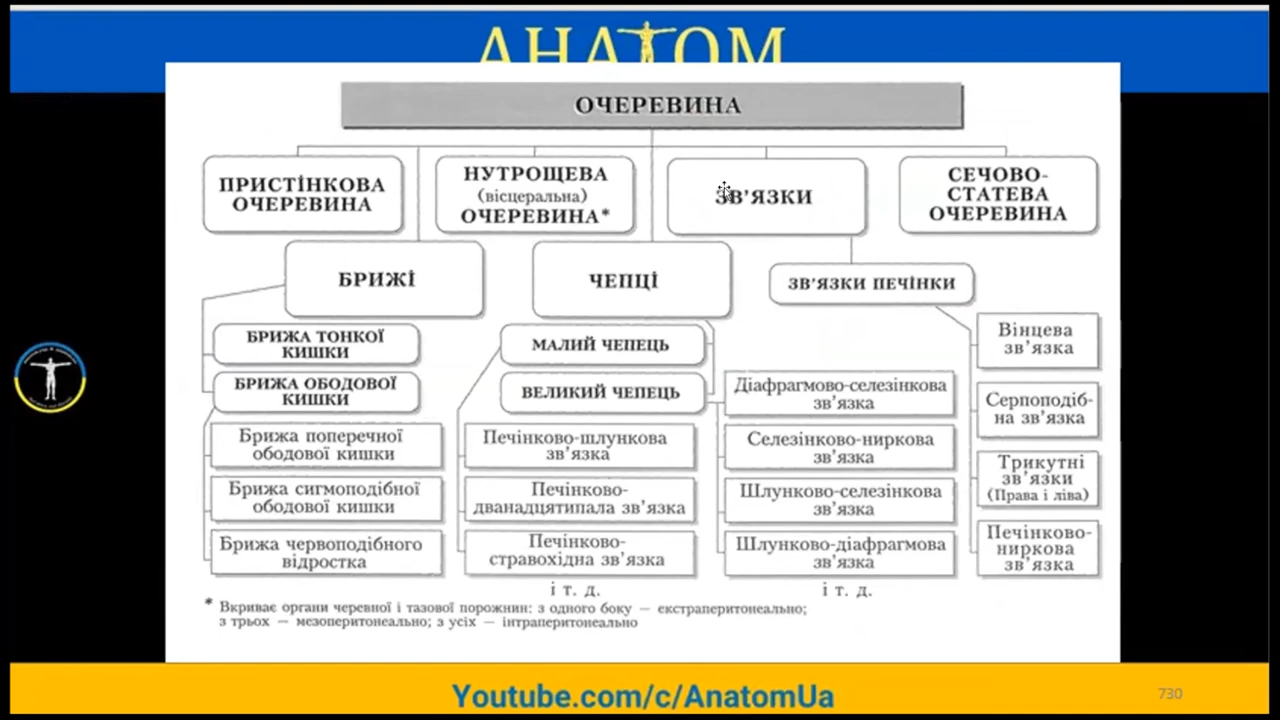 АНАТОМ
ОЧЕРЕВИНА
ПРИСТІНКОВА
ОЧЕРЕВИНА
НУТРОЩЕВА
(вісцеральна)
ОЧЕРЕВИНА*
ЗВ'ЯЗКИ
СЕЧОВО-
СТАТЕВА
ОЧЕРЕВИНА
БРИЖІ
ЧЕПЦІ
ЗВ'ЯЗКИ ПЕЧІНКИ
БРИЖА ТОНКОЇ
КИШКИ
БРИЖА ОБОДОВОЇ
КИШКИ
Брижа поперечної
ободової кишки
Брижа сигмоподібної
ободової кишки
Брижа червоподібного
відростка
МАЛИЙ ЧЕПЕЦЬ
ВЕЛИКИЙ ЧЕПЕЦЬ
Печінково-шлункова
зв'язка
Печінково-
дванадцятипала зв'язка
Печінково-
стравохідна зв'язка
і т. д.
Діафрагмово-селезінкова
зв'язка
Селезінково-ниркова
зв'язка
Шлунково-селезінкова
зв'язка
Шлунково-діафрагмова
зв'язка
і т. д.
Вінцева
зв'язка
Серпоподіб-
на зв'язка
Трикутні
зв'язки
(Права і ліва)
Печінково-
ниркова
зв'язка
* Вкриває органи черевної і тазової порожнин: з одного боку — екстраперитонеально;
з трьох — мезоперитонеально; з усіх — інтраперитонеально
Youtube.com/c/AnatomUa
730